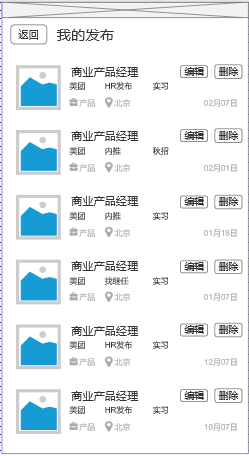 返回 我的发布
商业产品经理 编辑 删除
美团 HR发布 实习
产品 北京 02月07日
商业产品经理 编辑 删除
美团 内推 秋招
产品 北京 02月01日
商业产品经理 编辑 删除
美团 内推 实习
产品 北京 01月18日
商业产品经理 编辑 删除
美团 找继任 实习
产品 北京 01月07日
商业产品经理 编辑 删除
美团 HR发布 实习
产品 北京 12月07日
商业产品经理 编辑 删除
美团 HR发布 实习
产品 北京 10月07日